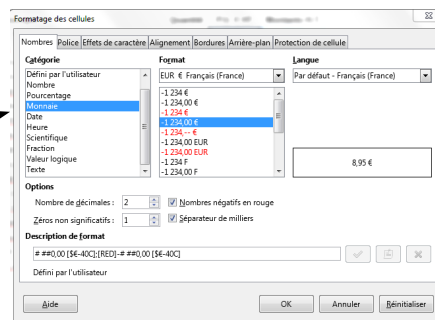 Formatage des cellules
Nombres Police Effets de caractère Alignement Bordures Arrière-plan Protection de cellule
Catégorie Format Langue
Défini par l'utilisateur
Nombre
Pourcentage
Monnaie
Date
Heure
Scientifique
Fraction
Valeur logique
Texte
EUR € Français (France)
-1 234 €
-1 234,00 €
-1 234 €
-1 234,00 €
-1 234,-- €
-1 234,00 EUR
-1 234,00 EUR
-1 234 F
-1 234,00 F
Par défaut - Français (France)
8,95 €
Options
Nombre de décimales : 2 Nombres négatifs en rouge
Zéros non significatifs : 1 Séparateur de milliers
Description de format
# ##0,00 [$€-40C];[RED]-# ##0,00 [$€-40C]
Défini par l'utilisateur
Aide OK Annuler Réinitialiser